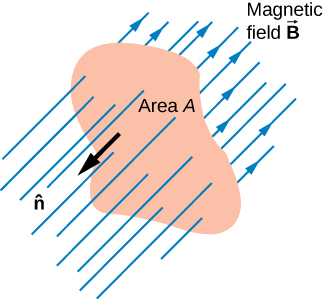 Magnetic
field B⃗
Area A
n̂